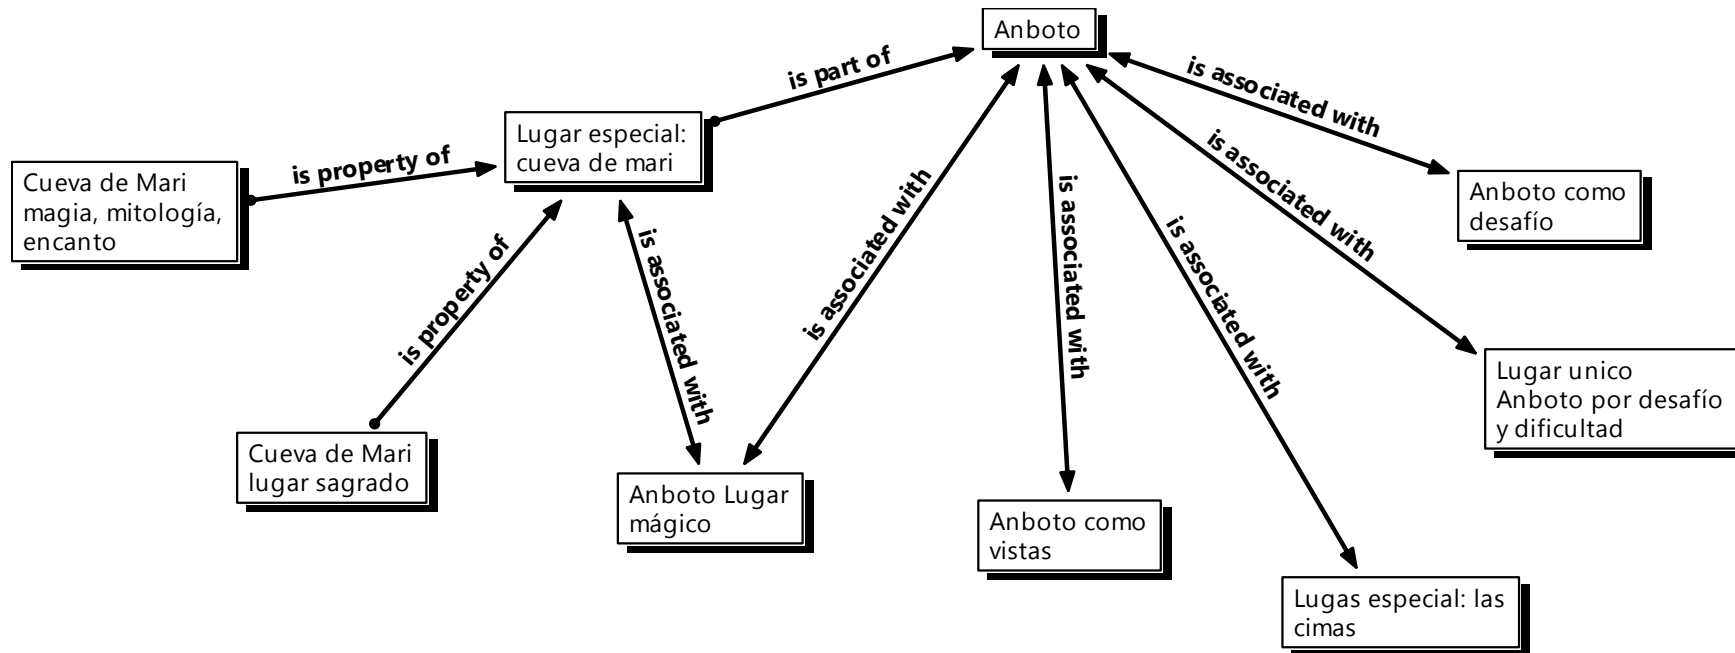 Anboto
is part of
is associated with
Lugar especial:
cueva de mari
is property of
Cueva de Mari
magia, mitología,
encanto
is associated with
Anboto como
desafío
is associated with
is associated with
is associated with
is property of
is associated with
Lugar unico
Anboto por desafío
y dificultad
Cueva de Mari
lugar sagrado
Anboto Lugar
mágico
Anboto como
vistas
Lugas especial: las
cimas